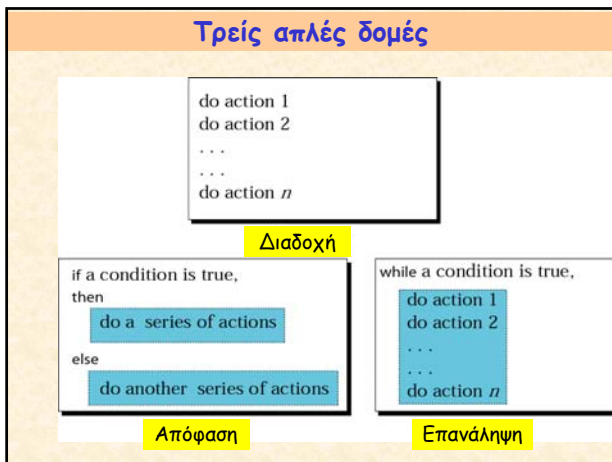 Τρείς απλές δομές
do action 1
do action 2
. . .
. . .
do action n
Διαδοχή
if a condition is true,
then
do a series of actions
else
do another series of actions
Απόφαση
while a condition is true,
do action 1
do action 2
. . .
. . .
do action n
Επανάληψη